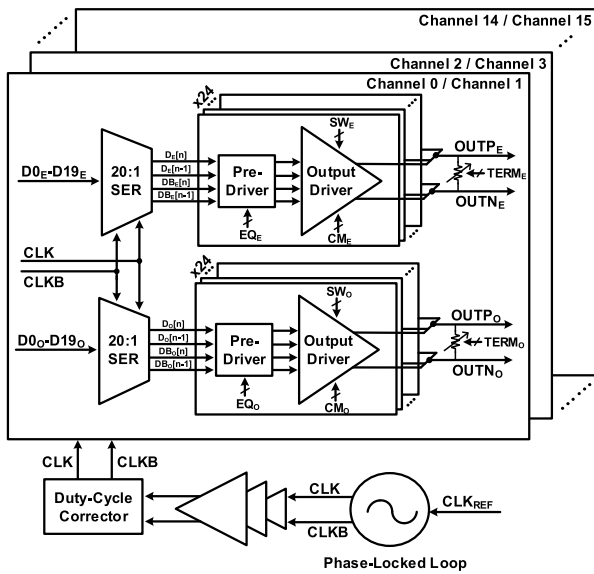 Channel 14 / Channel 15
Channel 2 / Channel 3
Channel 0 / Channel 1
x24
SWE
OUTPE
D0E-D19E
20:1
SER
DE[n]
DE[n-1]
DBE[n]
DBE[n-1]
Pre-
Driver
Output
Driver
TERME
OUTNE
EQE
CME
CLK
CLKB
x24
SWO
OUTPO
D0O-D19O
20:1
SER
DO[n]
DO[n-1]
DBO[n]
DBO[n-1]
Pre-
Driver
Output
Driver
TERMO
OUTNO
EQO
CMO
CLK
CLKB
Duty-Cycle
Corrector
CLK
CLKB
CLKREF
Phase-Locked Loop